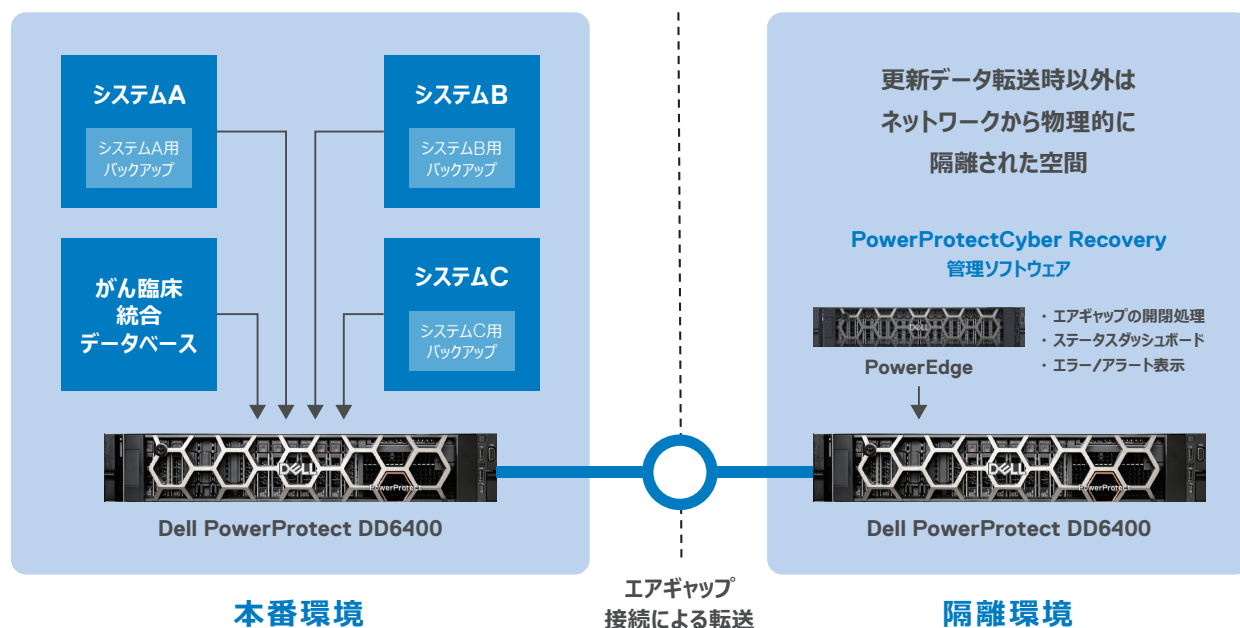 システムA
システムA用
バックアップ
システムB
システムB用
バックアップ
がん臨床
統合
データベース
システムC
システムC用
バックアップ
DELL
PowerProtect
Dell PowerProtect DD6400
本番環境
エアギャップ
接続による転送
更新データ転送時以外は
ネットワークから物理的に
隔離された空間
PowerProtectCyber Recovery
管理ソフトウェア
DELL
PowerEdge
・エアギャップの開閉処理
・ステータスダッシュボード
・エラー/アラート表示
DELL
PowerProtect
Dell PowerProtect DD6400
隔離環境